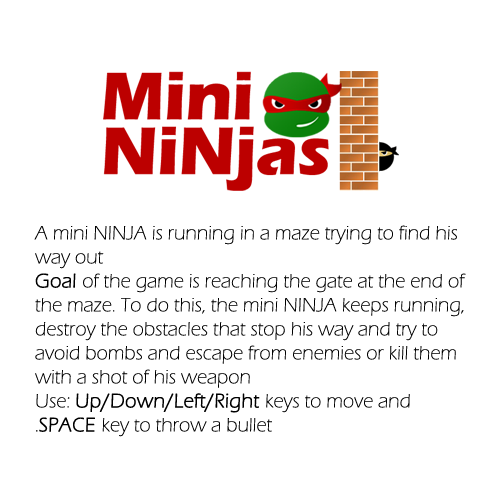 Mini
NiNjas
A mini NINJA is running in a maze trying to find his
way out
Goal of the game is reaching the gate at the end of
the maze. To do this, the mini NINJA keeps running,
destroy the obstacles that stop his way and try to
avoid bombs and escape from enemies or kill them
with a shot of his weapon
Use: Up/Down/Left/Right keys to move and
.SPACE key to throw a bullet